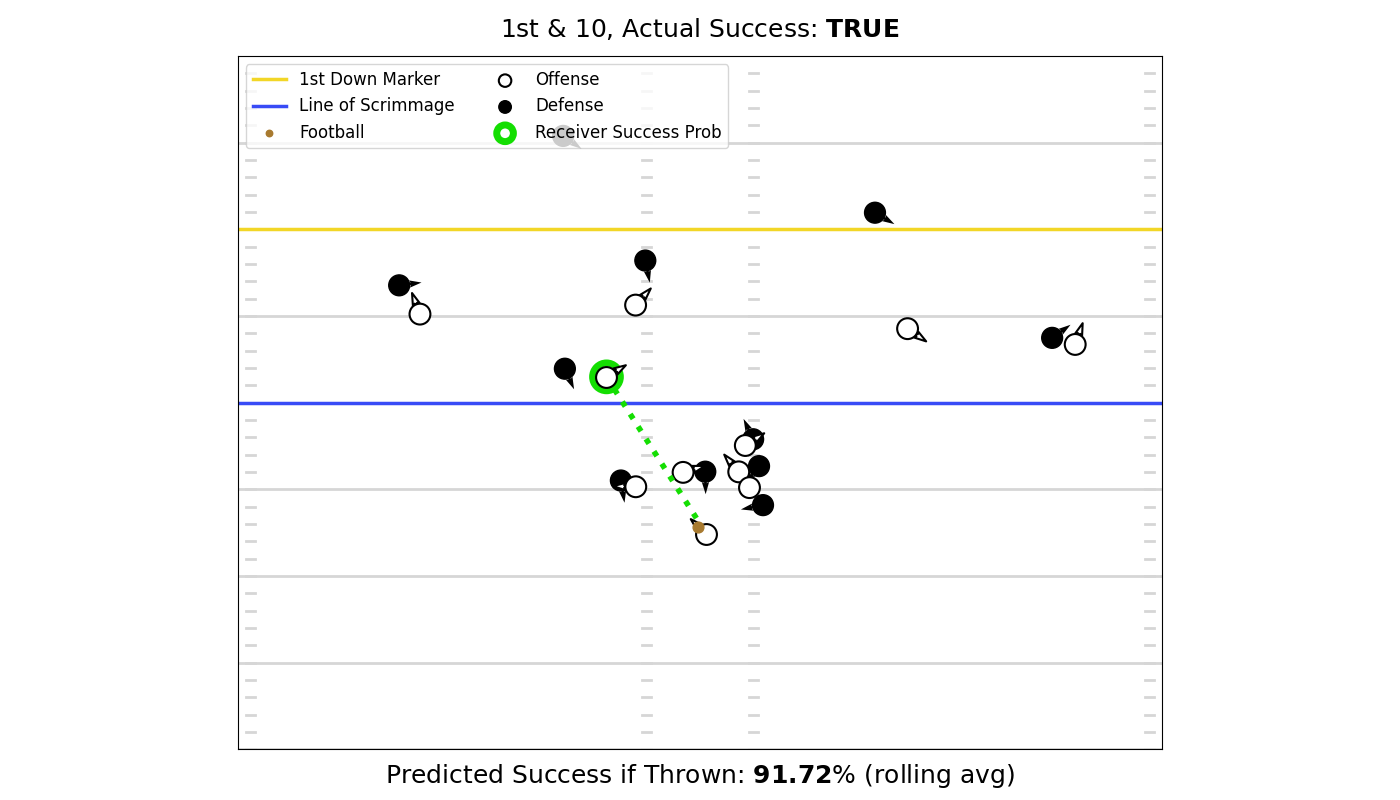 1st & 10, Actual Success: TRUE
1st Down Marker
Line of Scrimmage
Football
Offense
Defense
Receiver Success Prob
Predicted Success if Thrown: 91.72% (rolling avg)